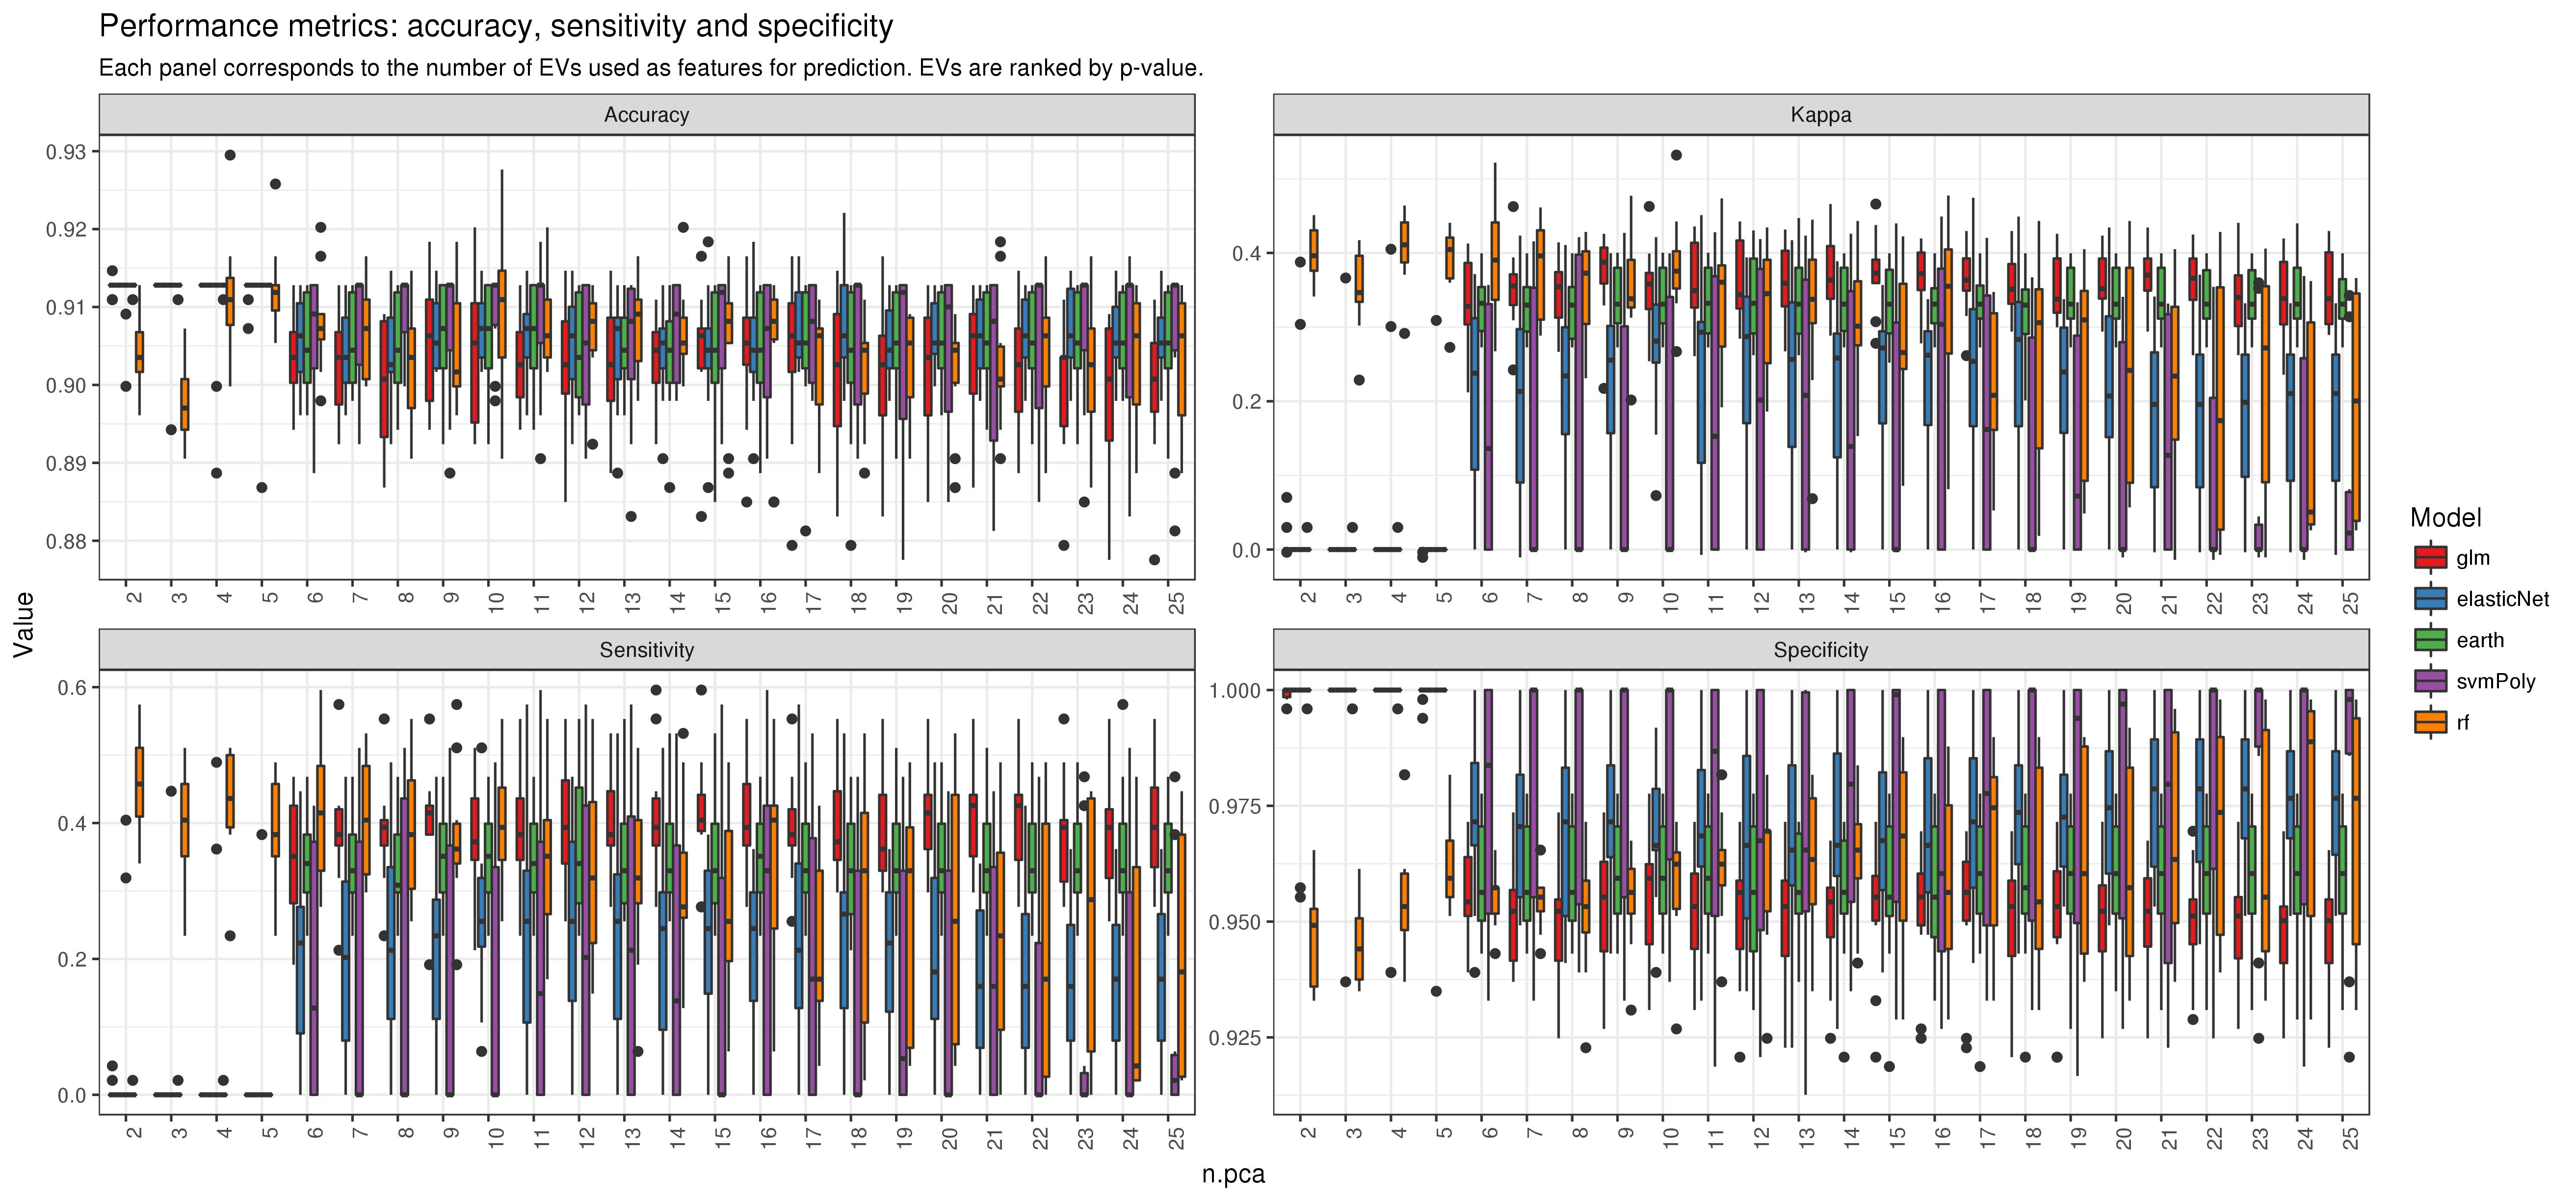 Performance metrics: accuracy, sensitivity and specificity
Each panel corresponds to the number of EVs used as features for prediction. EVs are ranked by p-value.
Accuracy
0.93
0.92
0.91
0.90
0.89
0.88
2 3 4 5 6 7 8 9 10 11 12 13 14 15 16 17 18 19 20 21 22 23 24 25
Kappa
0.4
0.2
0.0
2 3 4 5 6 7 8 9 10 11 12 13 14 15 16 17 18 19 20 21 22 23 24 25
Value
Sensitivity
0.6
0.4
0.2
0.0
2 3 4 5 6 7 8 9 10 11 12 13 14 15 16 17 18 19 20 21 22 23 24 25
Specificity
1.000
0.975
0.950
0.925
2 3 4 5 6 7 8 9 10 11 12 13 14 15 16 17 18 19 20 21 22 23 24 25
n.pca
Model
glm
elasticNet
earth
svmPoly
rf